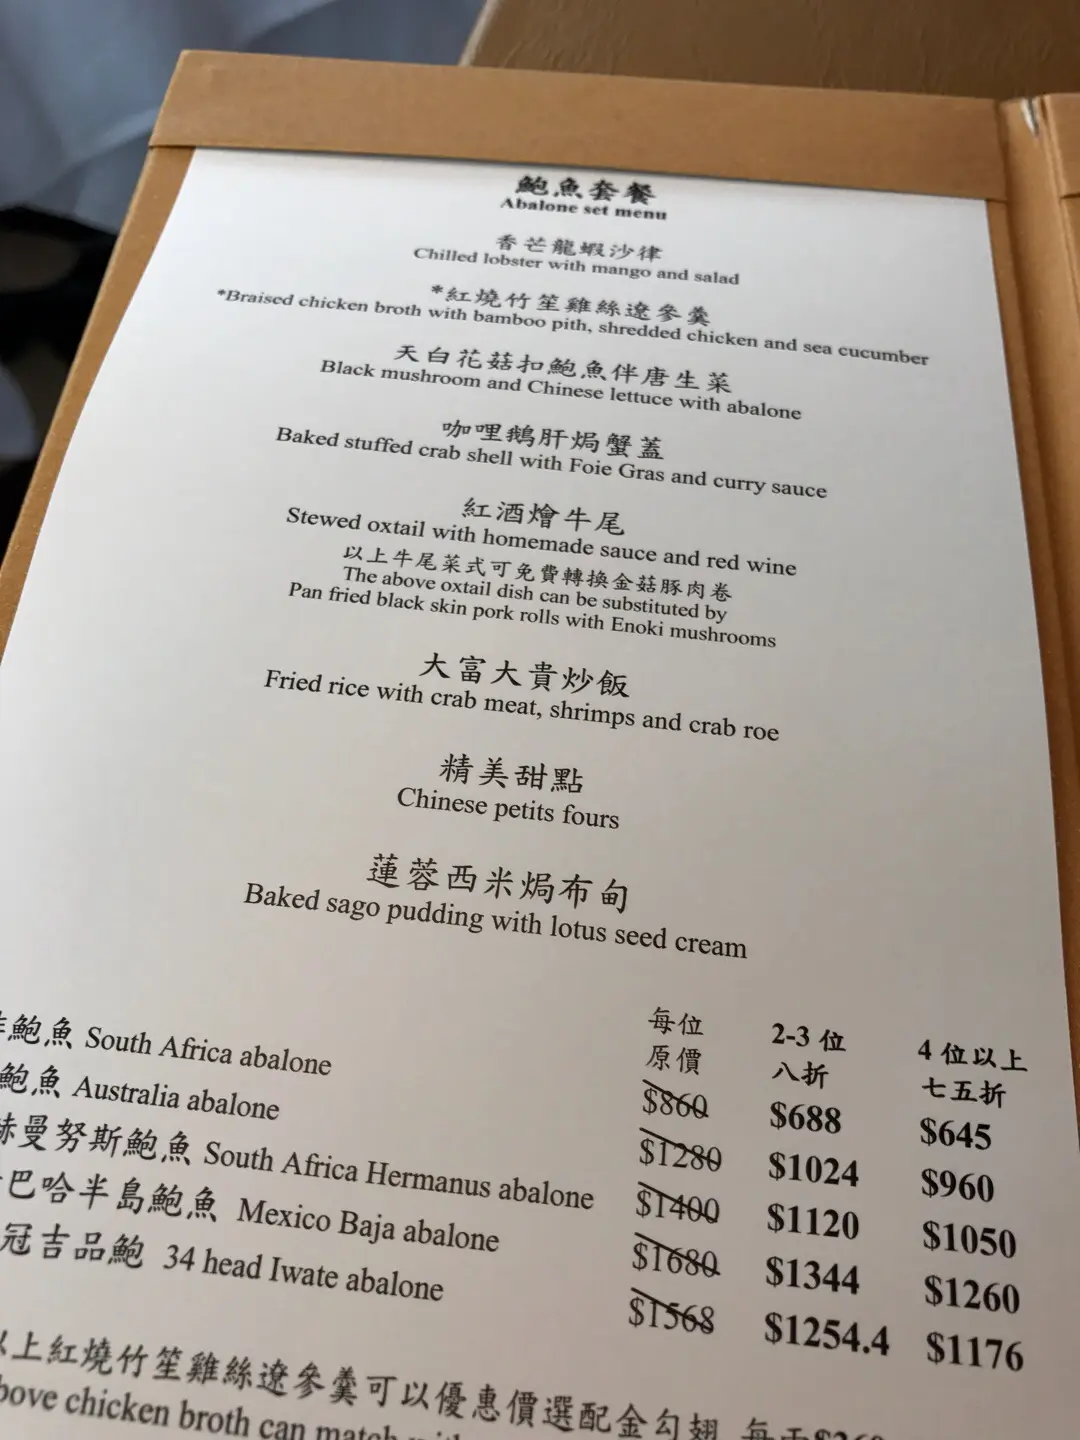 鮑魚套餐
Abalone set menu
香芒龍蝦沙律
Chilled lobster with mango and salad
*紅燒竹笙雞絲遼參羹
*Braised chicken broth with bamboo pith, shredded chicken and sea cucumber
天白花菇扣鮑魚伴唐生菜
Black mushroom and Chinese lettuce with abalone
咖哩鵝肝焗蟹蓋
Baked stuffed crab shell with Foie Gras and curry sauce
紅酒燴牛尾
Stewed oxtail with homemade sauce and red wine
以上牛尾菜式可免費轉換金菇豚肉卷
The above oxtail dish can be substituted by
Pan fried black skin pork rolls with Enoki mushrooms
大富大貴炒飯
Fried rice with crab meat, shrimps and crab roe
精美甜點
Chinese petits fours
蓮蓉西米焗布甸
Baked sago pudding with lotus seed cream
每位 2-3 位 4 位以上
原價 八折 七五折
鮑魚 South Africa abalone $860 $688 $645
鮑魚 Australia abalone $1280 $1024 $960
赫曼努斯鮑魚 South Africa Hermanus abalone $1400 $1120 $1050
巴哈半島鮑魚 Mexico Baja abalone $1680 $1344 $1260
冠吉品鮑 34 head Iwate abalone $1568 $1254.4 $1176
以上紅燒竹笙雞絲遼參羹可以優惠價選配金勾翅 每両
bove chicken broth can match